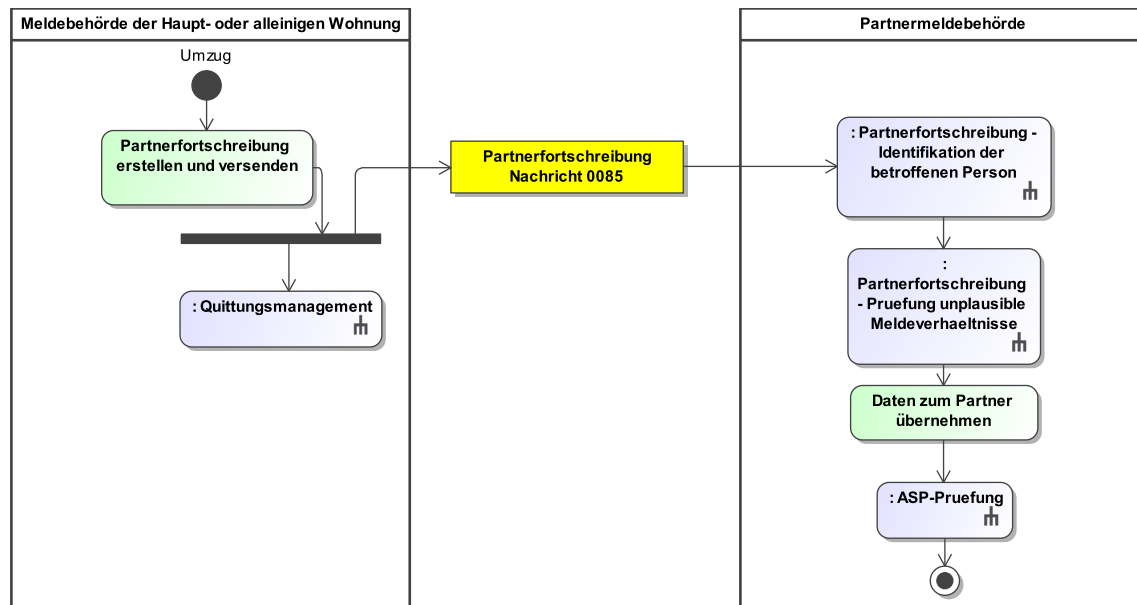 Meldebehörde der Haupt- oder alleinigen Wohnung
Umzug
Partnerfortschreibung
erstellen und versenden
: Quittungsmanagement
Partnerfortschreibung
Nachricht 0085
Partnermeldebehörde
: Partnerfortschreibung -
Identifikation der
betroffenen Person
:
Partnerfortschreibung
- Pruefung unplausible
Meldeverhaeltnisse
Daten zum Partner
übernehmen
: ASP-Pruefung